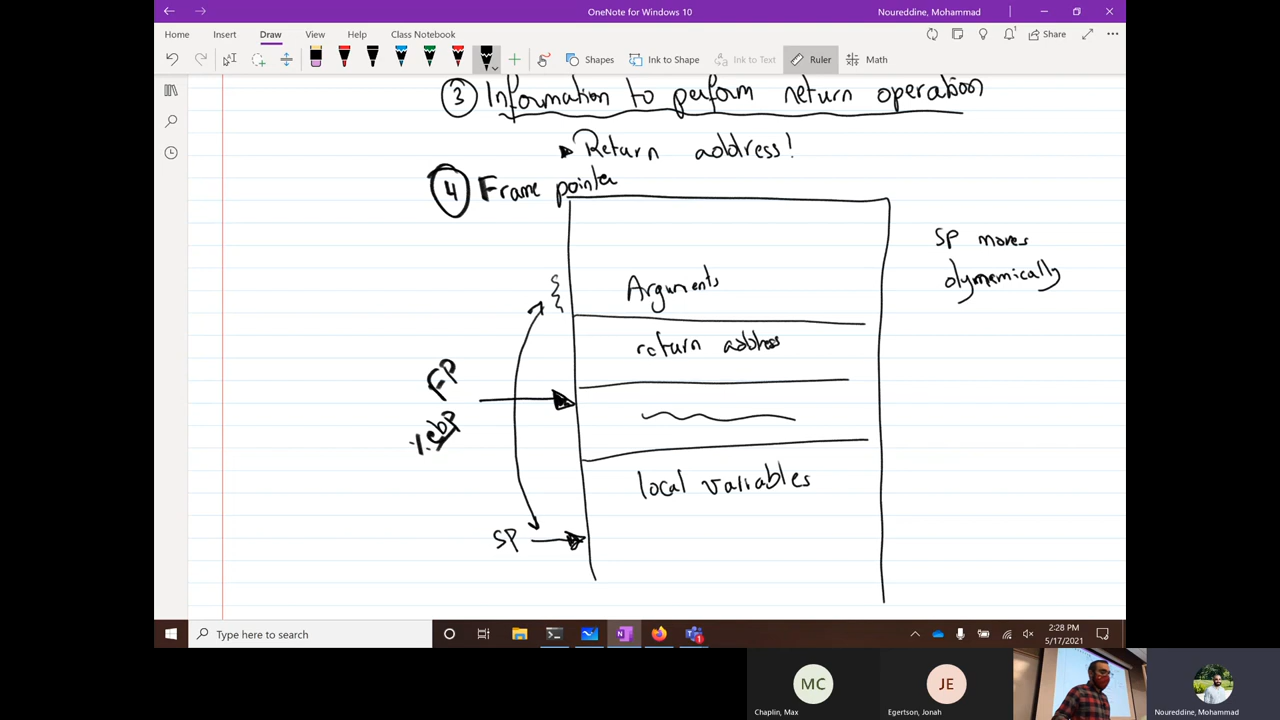 OneNote for Windows 10
Noureddine, Mohammad
Home Insert Draw View Help Class Notebook
Share
Shapes Ink to Shape Ink to Text Ruler Math
③ Information to perform return operation
▸ Return address!
④ Frame pointer
SP moves
dynamically
Arguments
return address
FP
%ebp
local variables
SP
Type here to search
2:28 PM
5/17/2021
MC
JE
Chaplin, Max
Egertson, Jonah
Noureddine, Mohammad